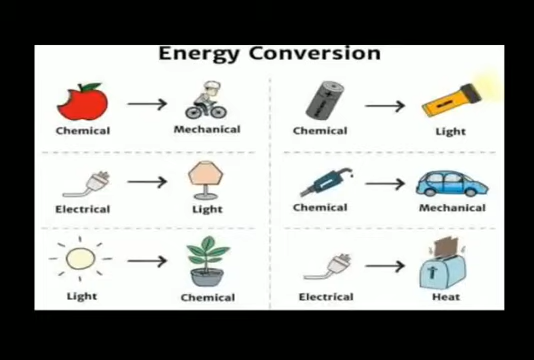 Energy Conversion
Chemical
Mechanical
Chemical
Light
Electrical
Light
Chemical
Mechanical
Light
Chemical
Electrical
Heat